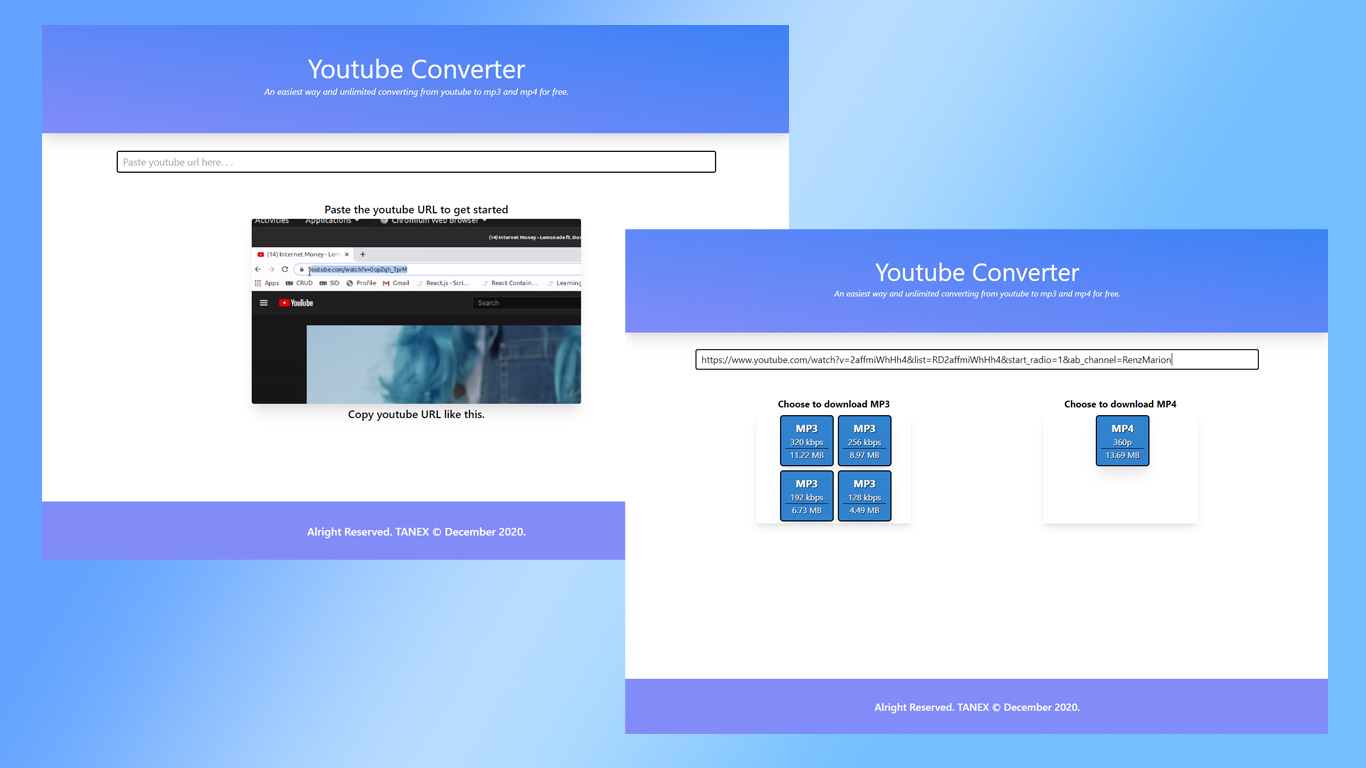 Youtube Converter
An easiest way and unlimited converting from youtube to mp3 and mp4 for free.
Paste youtube url here. . .
Paste the youtube URL to get started
Activities Applications Chromium Web Browser
(14) Internet Money - Lemonade ft. Don
(14) Internet Money - Lem
youtube.com/watch?v=
Apps CRUD SID Profile Gmail React.js - Scri... React Contain... Learning
YouTube Search
Copy youtube URL like this.
Alright Reserved. TANEX © December 2020.
Youtube Converter
An easiest way and unlimited converting from youtube to mp3 and mp4 for free.
https://www.youtube.com/watch?v=2affmiWhHh4&list=RD2affmiWhHh4&start_radio=1&ab_channel=RenzMarion
Choose to download MP3
MP3 MP3
320 kbps 256 kbps
11.22 MB 8.97 MB
MP3 MP3
192 kbps 128 kbps
6.73 MB 4.49 MB
Choose to download MP4
MP4
360p
13.69 MB
Alright Reserved. TANEX © December 2020.